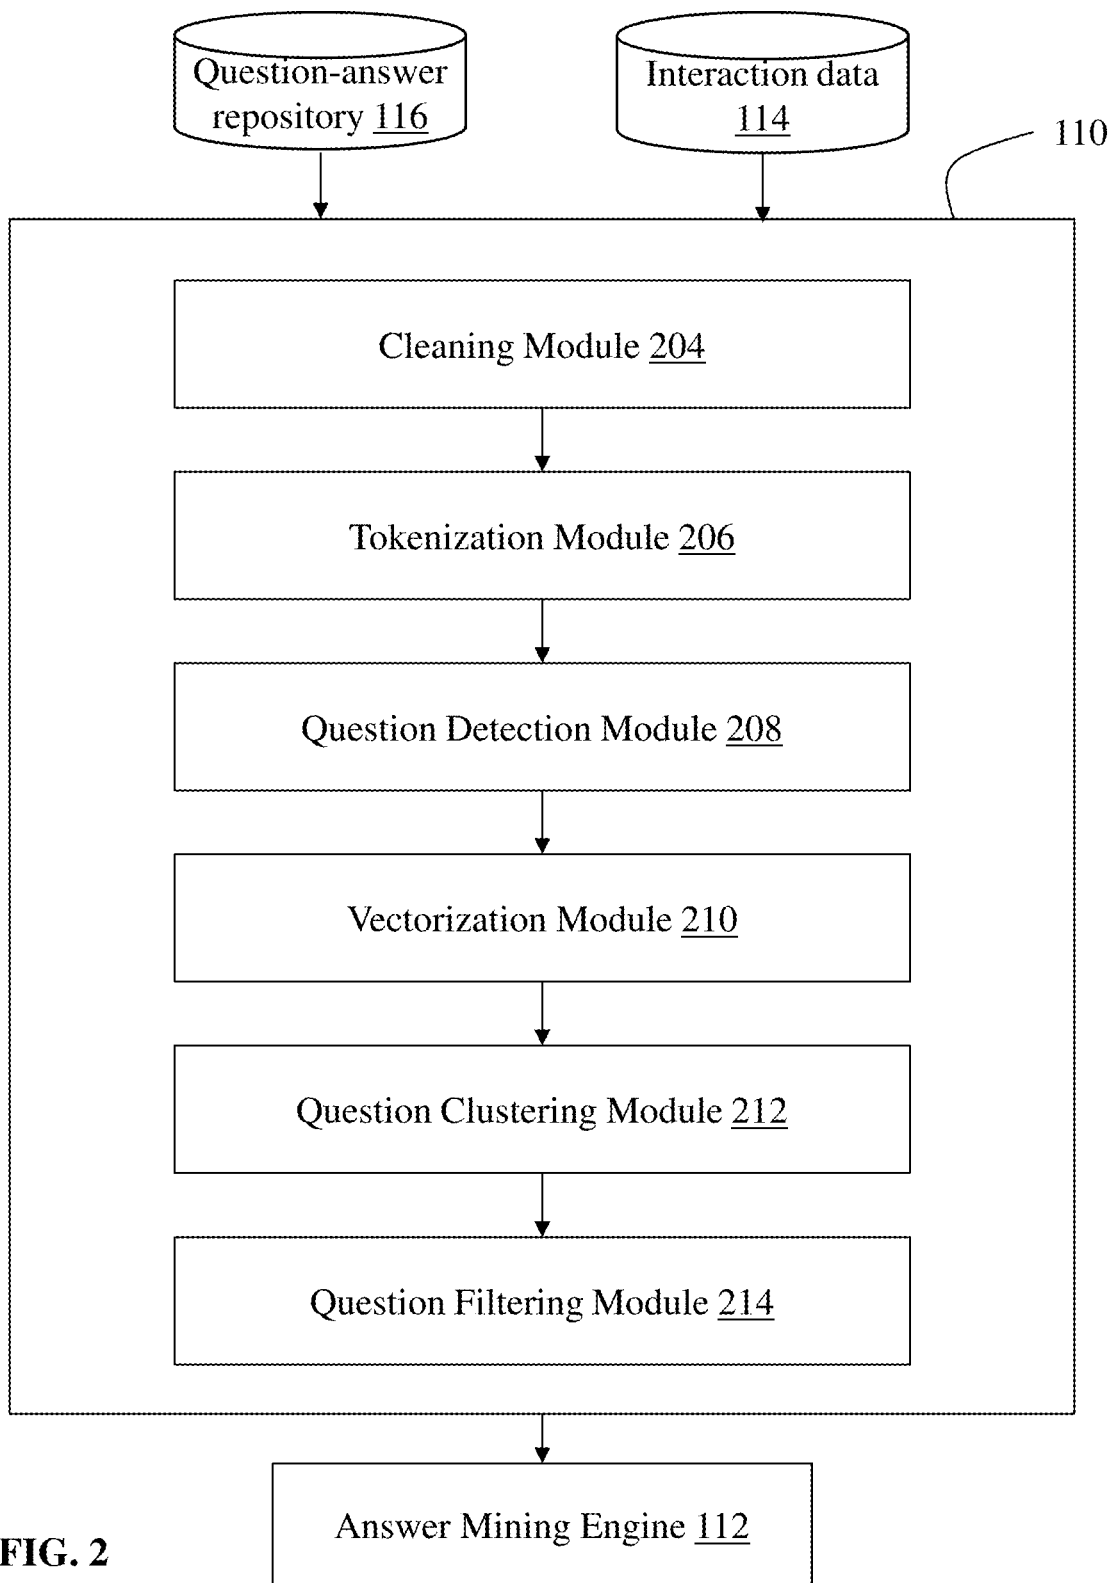 Question-answer
repository 116
Interaction data
114
110
Cleaning Module 204
Tokenization Module 206
Question Detection Module 208
Vectorization Module 210
Question Clustering Module 212
Question Filtering Module 214
Answer Mining Engine 112
FIG. 2